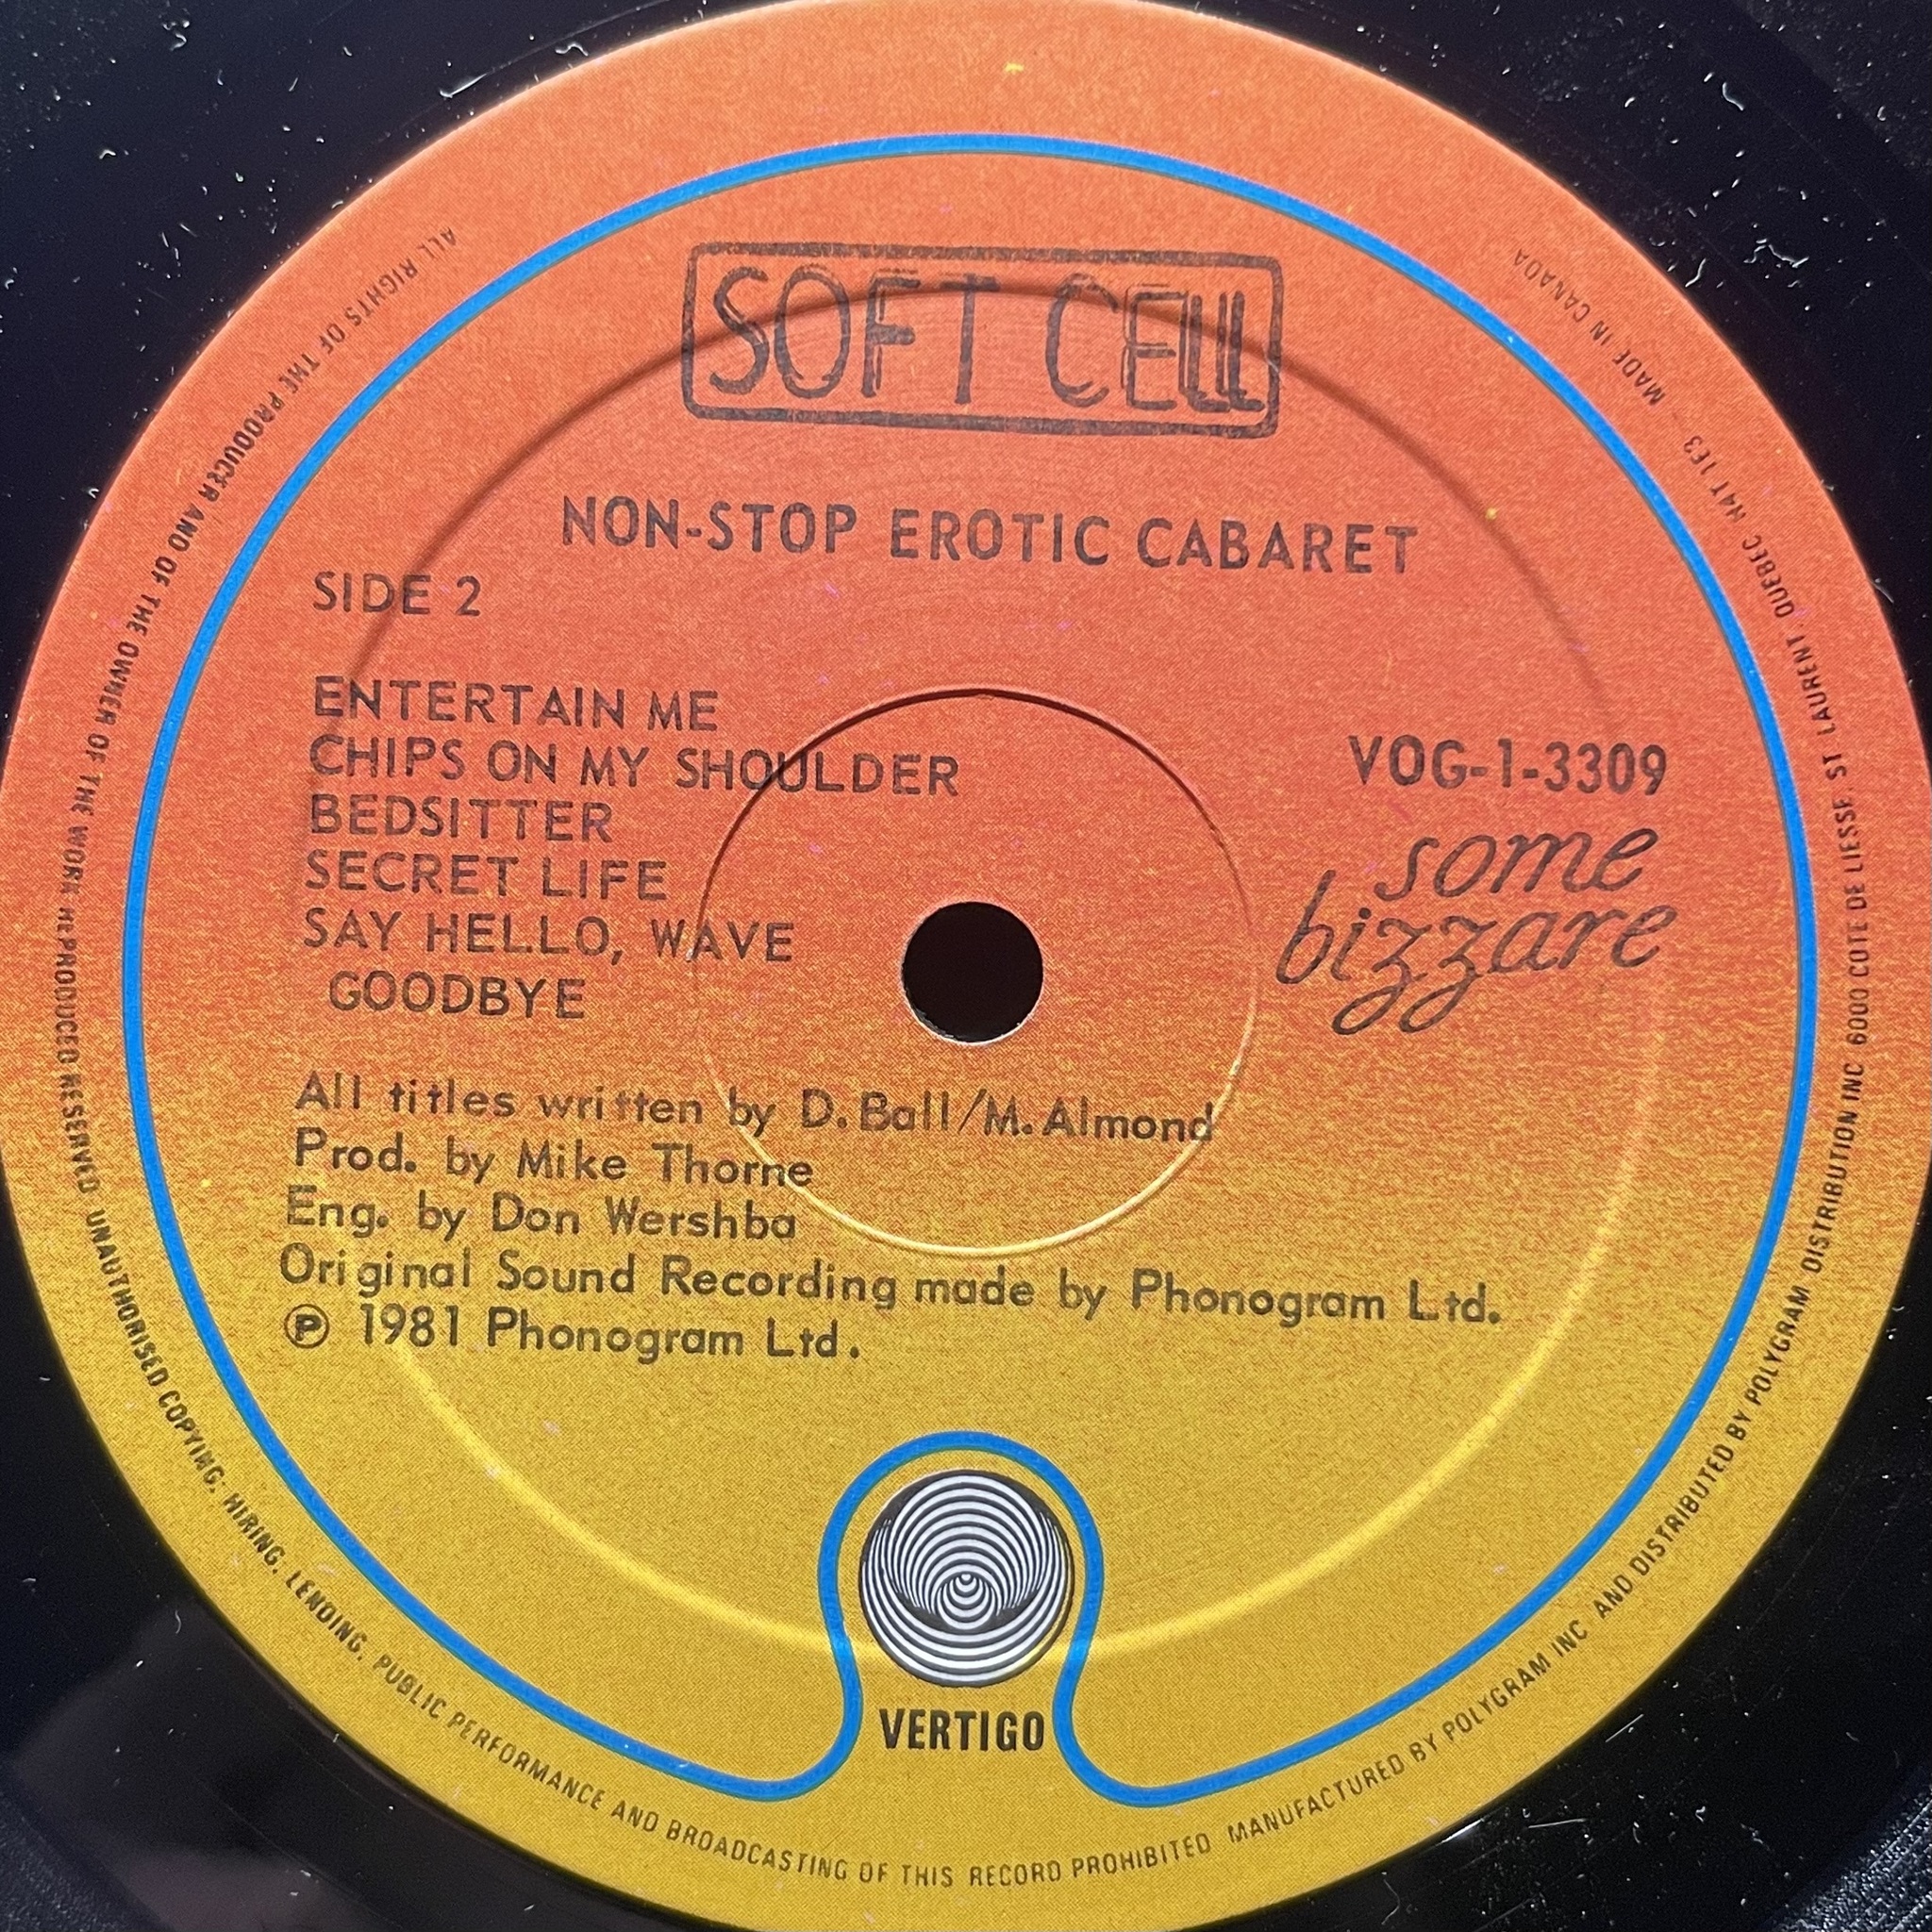 SOFT CELL
NON-STOP EROTIC CABARET
SIDE 2
ENTERTAIN ME
CHIPS ON MY SHOULDER
BEDSITTER
SECRET LIFE
SAY HELLO, WAVE
GOODBYE
VOG-1-3309
some
bizzare
All titles written by D. Ball/M. Almond
Prod. by Mike Thorne
Eng. by Don Wershba
Original Sound Recording made by Phonogram Ltd.
℗ 1981 Phonogram Ltd.
VERTIGO
ALL RIGHTS OF THE PRODUCER AND OF THE OWNER OF THE WORK REPRODUCED RESERVED UNAUTHORISED COPYING, HIRING, LENDING, PUBLIC PERFORMANCE AND BROADCASTING OF THIS RECORD PROHIBITED MANUFACTURED BY POLYGRAM INC AND DISTRIBUTED BY POLYGRAM DISTRIBUTION INC 6000 COTE DE LIESSE, ST LAURENT, QUEBEC H4T 1E3 - MADE IN CANADA